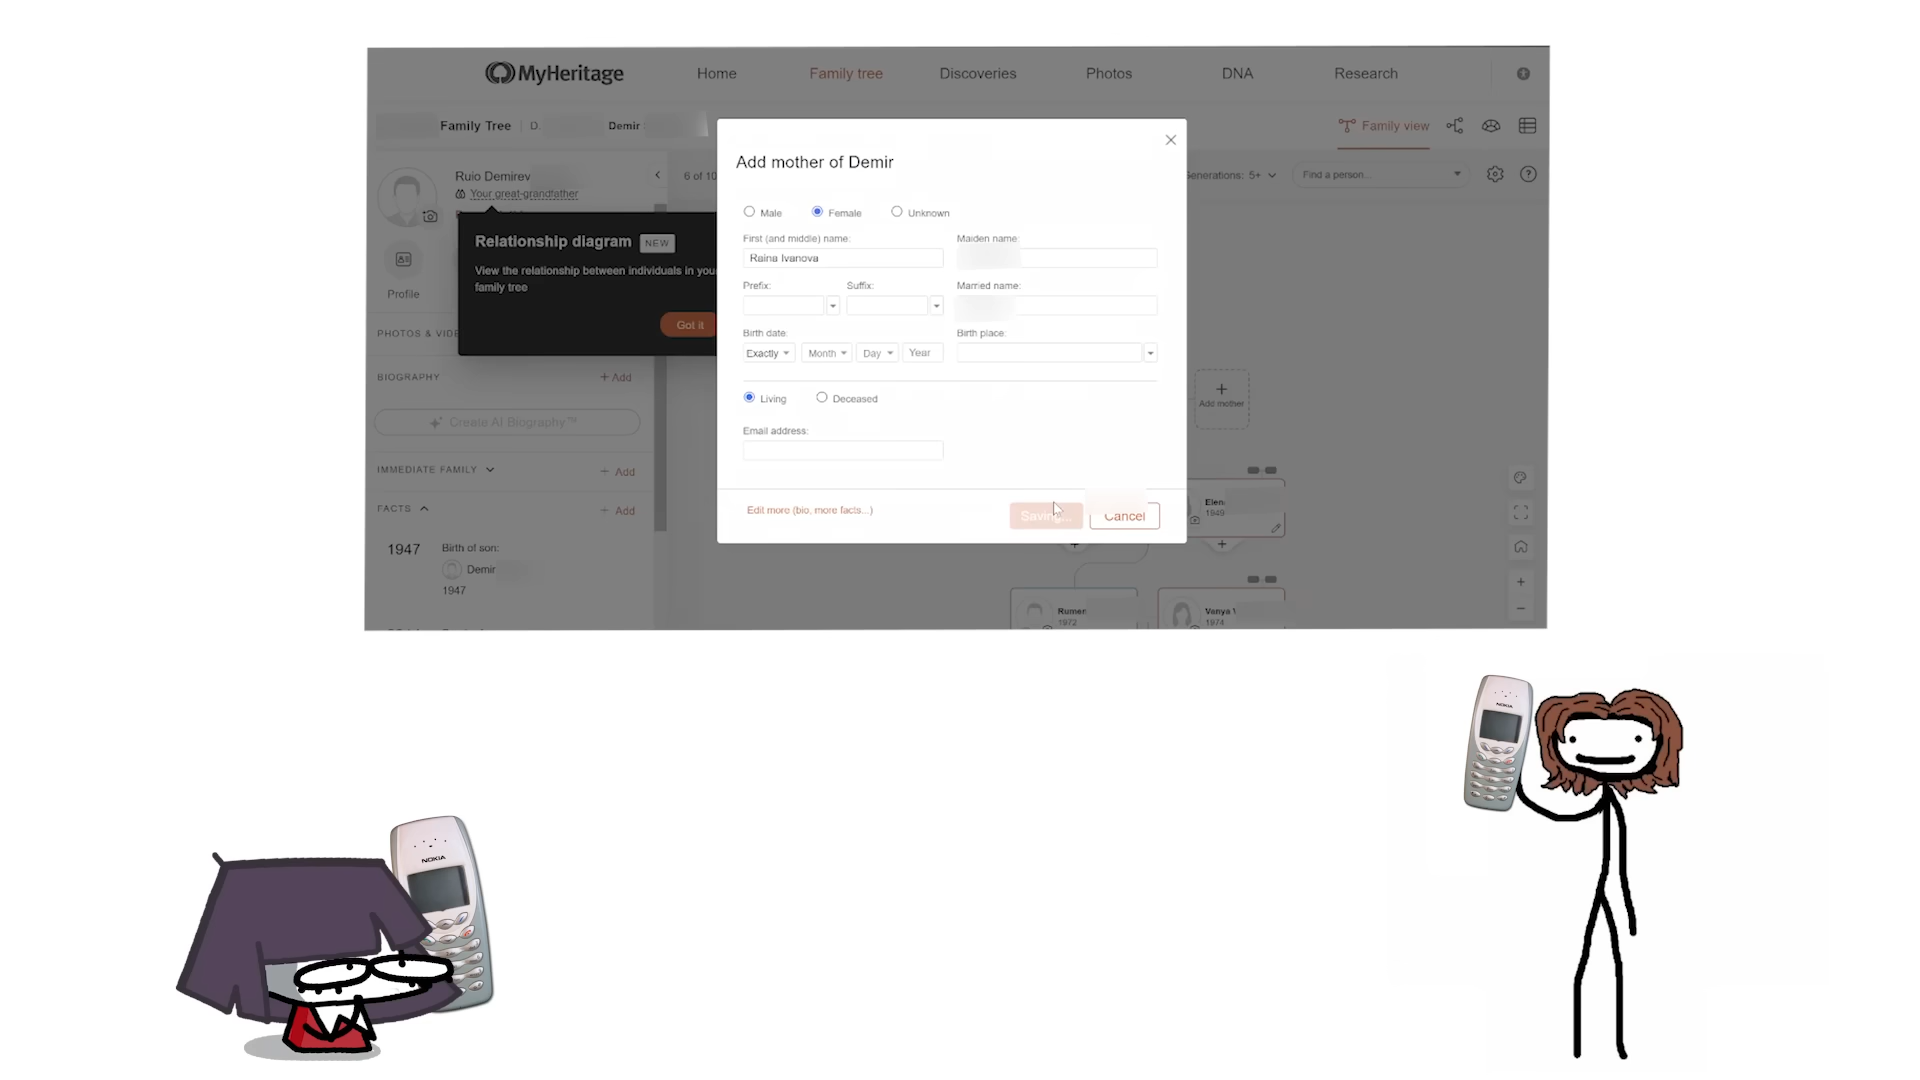 MyHeritage
Home
Family tree
Discoveries
Photos
DNA
Research
Family Tree
D.
Demir
Family view
Ruio Demirev
Your great-grandfather
6 of 10
Generations: 5+
Find a person...
Relationship diagram NEW
View the relationship between individuals in your
family tree
Got it
Profile
PHOTOS & VIDE
BIOGRAPHY
+ Add
Create AI Biography™
IMMEDIATE FAMILY
+ Add
FACTS
+ Add
1947
Birth of son:
Demir
1947
Add mother of Demir
Male
Female
Unknown
First (and middle) name:
Maiden name:
Raina Ivanova
Prefix:
Suffix:
Married name:
Birth date:
Birth place:
Exactly
Month
Day
Year
Living
Deceased
Email address:
Edit more (bio, more facts...)
Saving...
Cancel
Add mother
Elen
1949
Rumen
1972
Vanya
1974
NOKIA
NOKIA